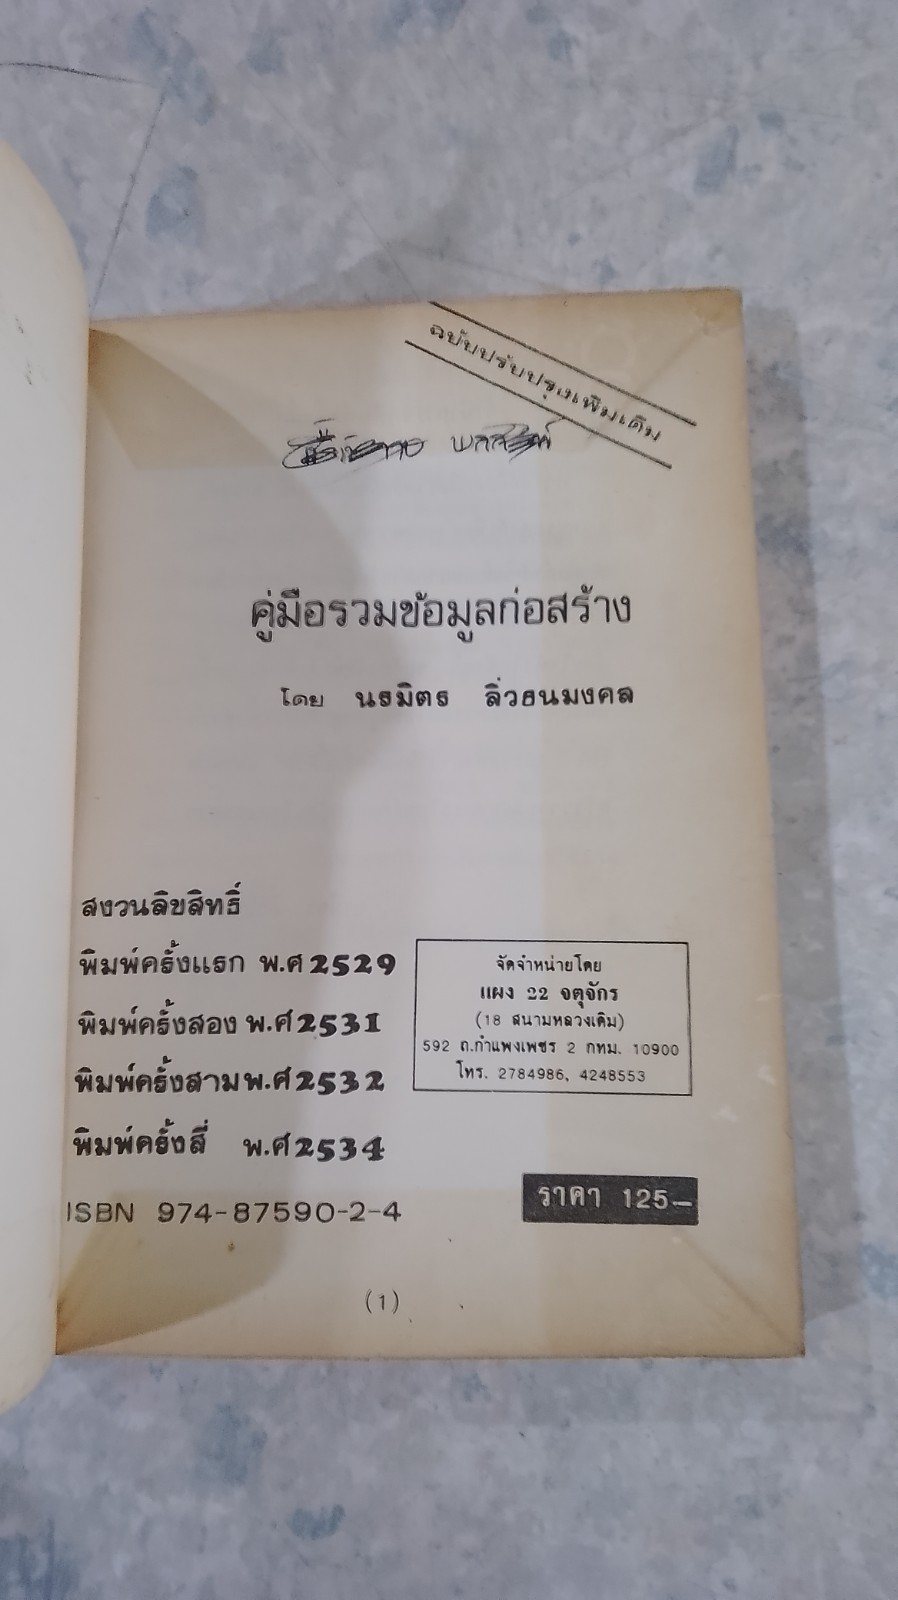 ฉบับปรับปรุงเพิ่มเติม
คู่มือรวมข้อมูลก่อสร้าง
โดย นรมิตร ลิ่วธนมงคล
สงวนลิขสิทธิ์
พิมพ์ครั้งแรก พ.ศ 2529
พิมพ์ครั้งสอง พ.ศ 2531
พิมพ์ครั้งสาม พ.ศ 2532
พิมพ์ครั้งสี่ พ.ศ 2534
ISBN 974-87590-2-4
จัดจำหน่ายโดย
แผง 22 จตุจักร
(18 สนามหลวงเดิม)
592 ถ.กำแพงเพชร 2 กทม. 10900
โทร. 2784986, 4248553
ราคา 125–
(1)